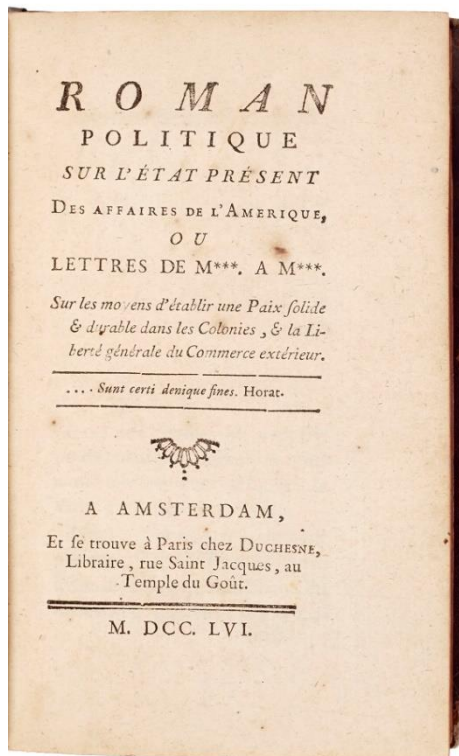 ROMAN
POLITIQUE
SUR L'ÉTAT PRÉSENT
DES AFFAIRES DE L'AMERIQUE,
OU
LETTRES DE M***. A M***.
Sur les moyens d'établir une Paix ſolide
& durable dans les Colonies, & la Li-
berté générale du Commerce extérieur.
.... Sunt certi denique fines. Horat.
A AMSTERDAM,
Et ſe trouve à Paris chez DUCHESNE,
Libraire, rue Saint Jacques, au
Temple du Goût.
M. DCC. LVI.